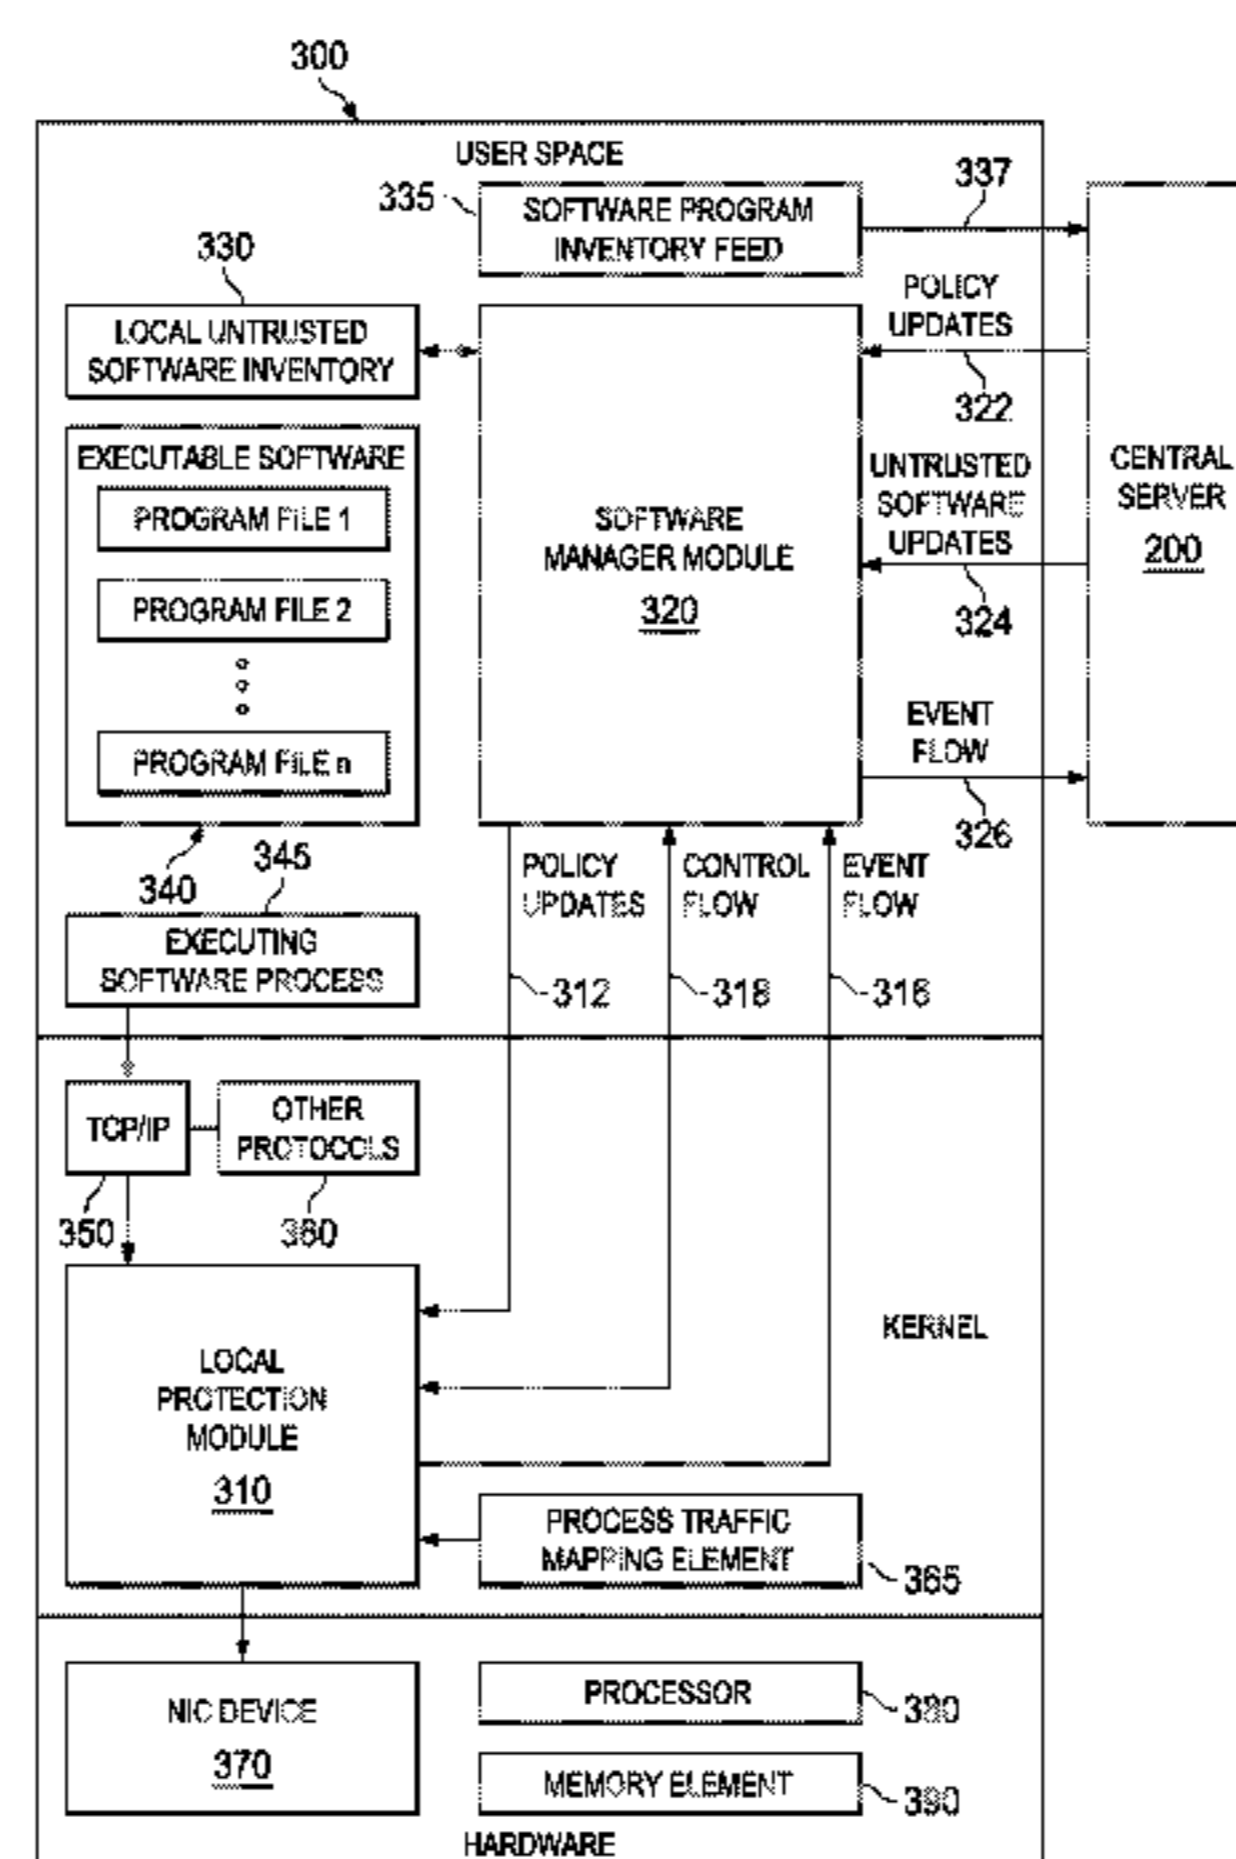 300
USER SPACE
335
SOFTWARE PROGRAM
INVENTORY FEED
337
330
LOCAL UNTRUSTED
SOFTWARE INVENTORY
POLICY
UPDATES
322
EXECUTABLE SOFTWARE
PROGRAM FILE 1
PROGRAM FILE 2
PROGRAM FILE n
340
SOFTWARE
MANAGER MODULE
320
UNTRUSTED
SOFTWARE
UPDATES
324
CENTRAL
SERVER
200
EVENT
FLOW
326
345
EXECUTING
SOFTWARE PROCESS
POLICY
UPDATES
312
CONTROL
FLOW
318
EVENT
FLOW
316
TCP/IP
350
OTHER
PROTOCOLS
360
KERNEL
LOCAL
PROTECTION
MODULE
310
PROCESS TRAFFIC
MAPPING ELEMENT
365
NIC DEVICE
370
PROCESSOR
380
MEMORY ELEMENT
390
HARDWARE